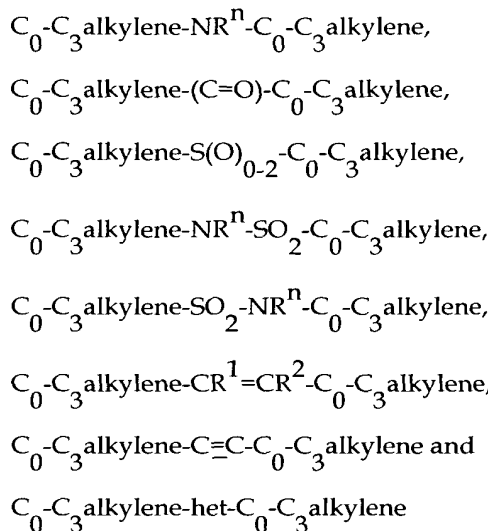 C₀-C₃alkylene-NRⁿ-C₀-C₃alkylene,
C₀-C₃alkylene-(C=O)-C₀-C₃alkylene,
C₀-C₃alkylene-S(O)₀₋₂-C₀-C₃alkylene,
C₀-C₃alkylene-NRⁿ-SO₂-C₀-C₃alkylene,
C₀-C₃alkylene-SO₂-NRⁿ-C₀-C₃alkylene,
C₀-C₃alkylene-CR¹=CR²-C₀-C₃alkylene,
C₀-C₃alkylene-C≡C-C₀-C₃alkylene and
C₀-C₃alkylene-het-C₀-C₃alkylene